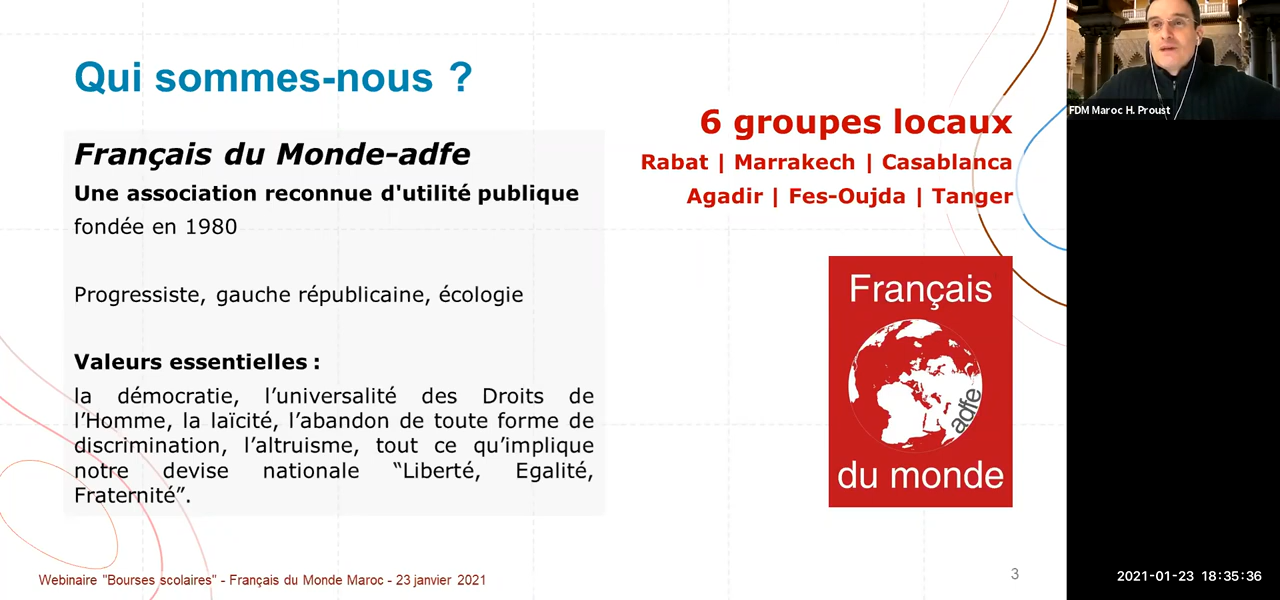 Qui sommes-nous ?
Français du Monde-adfe
Une association reconnue d'utilité publique
fondée en 1980
Progressiste, gauche républicaine, écologie
Valeurs essentielles :
la démocratie, l’universalité des Droits de
l’Homme, la laïcité, l’abandon de toute forme de
discrimination, l’altruisme, tout ce qu’implique
notre devise nationale “Liberté, Egalité,
Fraternité”.
6 groupes locaux
Rabat | Marrakech | Casablanca
Agadir | Fes-Oujda | Tanger
Français
adfe
du monde
Webinaire "Bourses scolaires" - Français du Monde Maroc - 23 janvier 2021
3
FDM Maroc H. Proust
2021-01-23 18:35:36